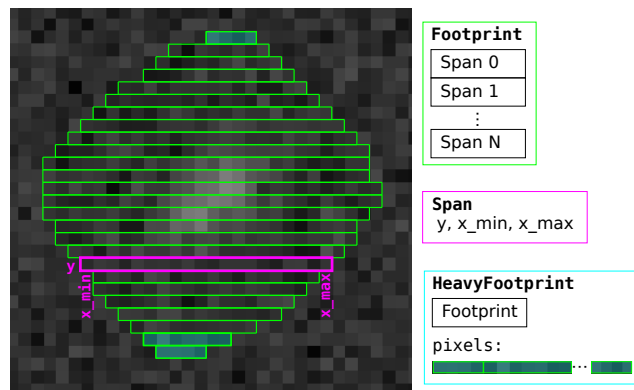 Footprint
Span 0
Span 1
⋮
Span N
y
x_min
x_max
Span
y, x_min, x_max
HeavyFootprint
Footprint
pixels:
...